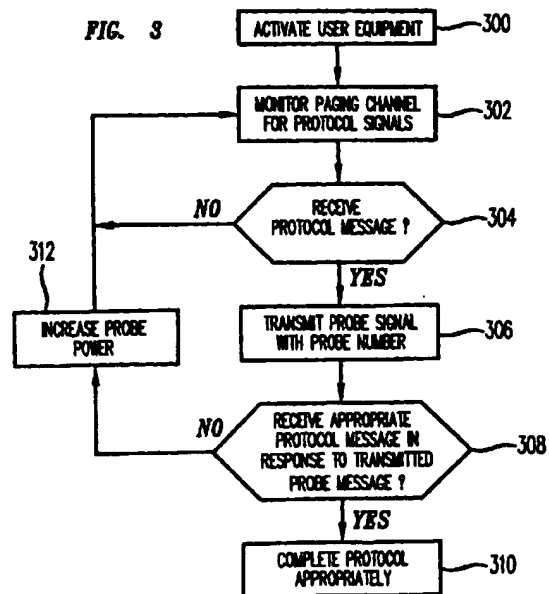 FIG. 3
ACTIVATE USER EQUIPMENT
300
MONITOR PAGING CHANNEL
FOR PROTOCOL SIGNALS
302
NO
RECEIVE
PROTOCOL MESSAGE ?
304
YES
312
INCREASE PROBE
POWER
TRANSMIT PROBE SIGNAL
WITH PROBE NUMBER
306
NO
RECEIVE APPROPRIATE
PROTOCOL MESSAGE IN
RESPONSE TO TRANSMITTED
PROBE MESSAGE ?
308
YES
COMPLETE PROTOCOL
APPROPRIATELY
310